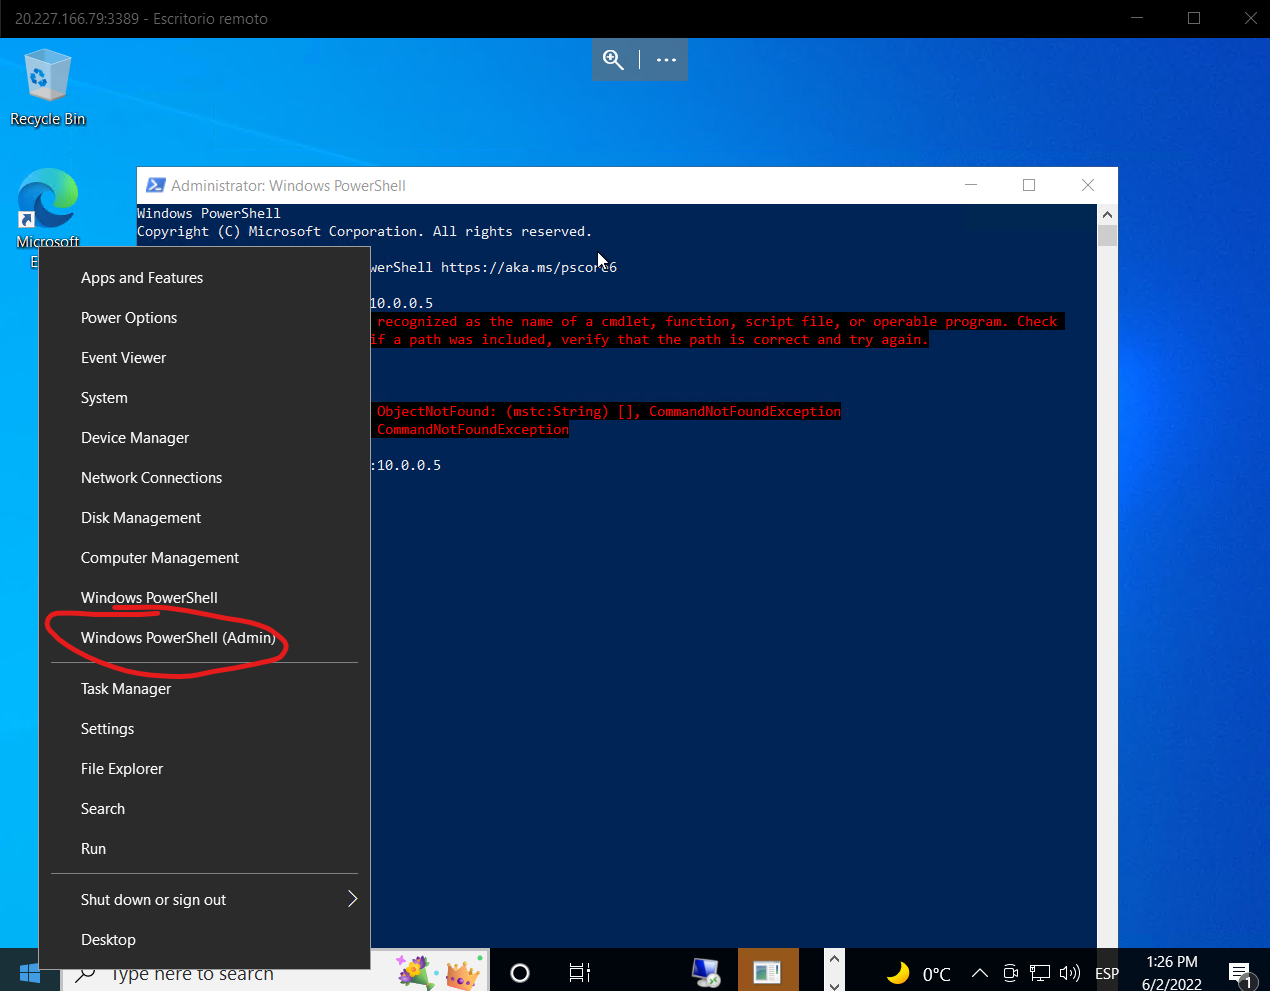 20.227.166.79:3389 - Escritorio remoto
Recycle Bin
Administrator: Windows PowerShell
Windows PowerShell
Copyright (C) Microsoft Corporation. All rights reserved.
Microsoft
E
werShell https://aka.ms/pscore6
10.0.0.5
recognized as the name of a cmdlet, function, script file, or operable program. Check
if a path was included, verify that the path is correct and try again.
ObjectNotFound: (mstc:String) [], CommandNotFoundException
CommandNotFoundException
:10.0.0.5
Apps and Features
Power Options
Event Viewer
System
Device Manager
Network Connections
Disk Management
Computer Management
Windows PowerShell
Windows PowerShell (Admin)
Task Manager
Settings
File Explorer
Search
Run
Shut down or sign out
Desktop
Type here to search
0°C
ESP
1:26 PM
6/2/2022
1